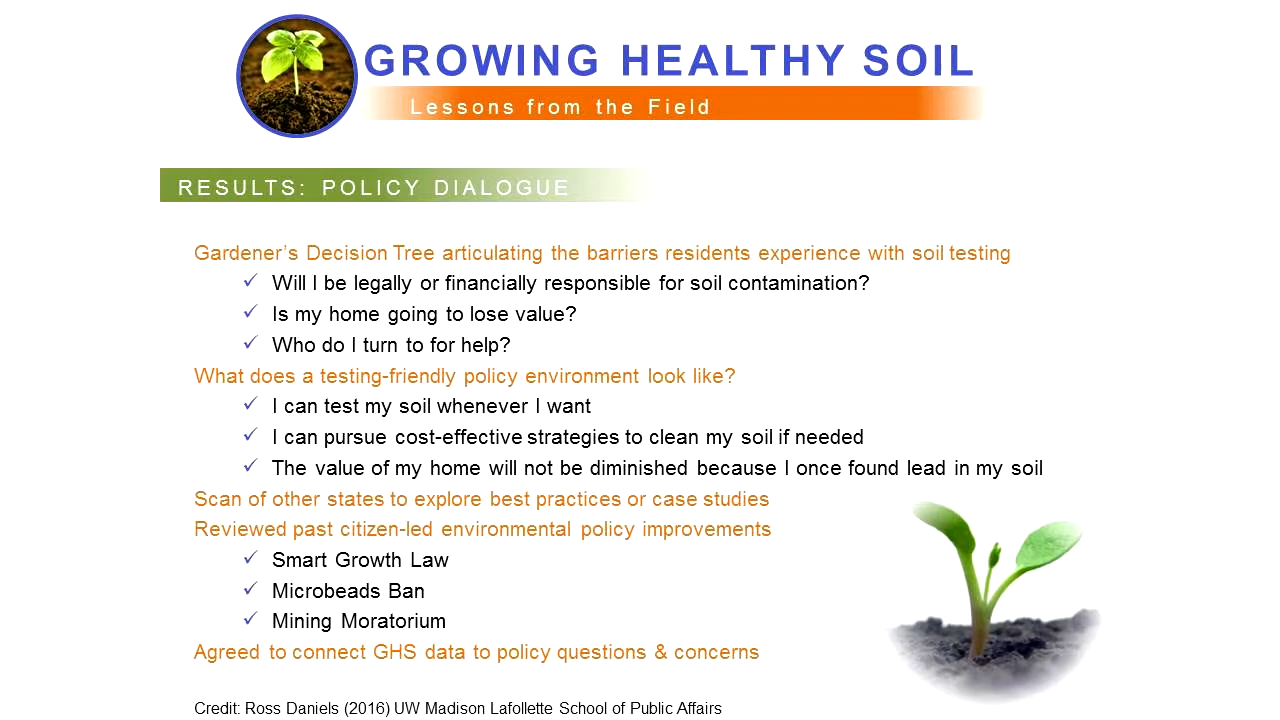 GROWING HEALTHY SOIL
Lessons from the Field
RESULTS: POLICY DIALOGUE
Gardener’s Decision Tree articulating the barriers residents experience with soil testing
✓ Will I be legally or financially responsible for soil contamination?
✓ Is my home going to lose value?
✓ Who do I turn to for help?
What does a testing-friendly policy environment look like?
✓ I can test my soil whenever I want
✓ I can pursue cost-effective strategies to clean my soil if needed
✓ The value of my home will not be diminished because I once found lead in my soil
Scan of other states to explore best practices or case studies
Reviewed past citizen-led environmental policy improvements
✓ Smart Growth Law
✓ Microbeads Ban
✓ Mining Moratorium
Agreed to connect GHS data to policy questions & concerns
Credit: Ross Daniels (2016) UW Madison Lafollette School of Public Affairs